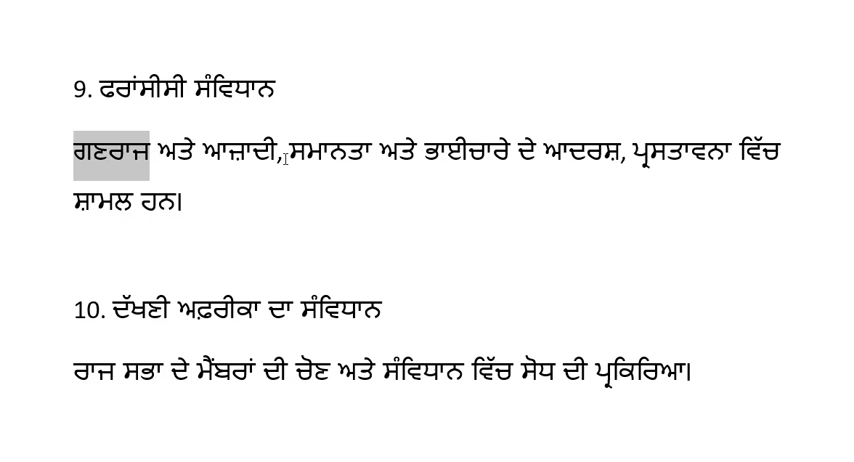 9. ਫਰਾਂਸੀਸੀ ਸੰਵਿਧਾਨ
ਗਣਰਾਜ ਅਤੇ ਆਜ਼ਾਦੀ, ਸਮਾਨਤਾ ਅਤੇ ਭਾਈਚਾਰੇ ਦੇ ਆਦਰਸ਼, ਪ੍ਰਸਤਾਵਨਾ ਵਿੱਚ
ਸ਼ਾਮਲ ਹਨ।
10. ਦੱਖਣੀ ਅਫ਼ਰੀਕਾ ਦਾ ਸੰਵਿਧਾਨ
ਰਾਜ ਸਭਾ ਦੇ ਮੈਂਬਰਾਂ ਦੀ ਚੋਣ ਅਤੇ ਸੰਵਿਧਾਨ ਵਿੱਚ ਸੋਧ ਦੀ ਪ੍ਰਕਿਰਿਆ।